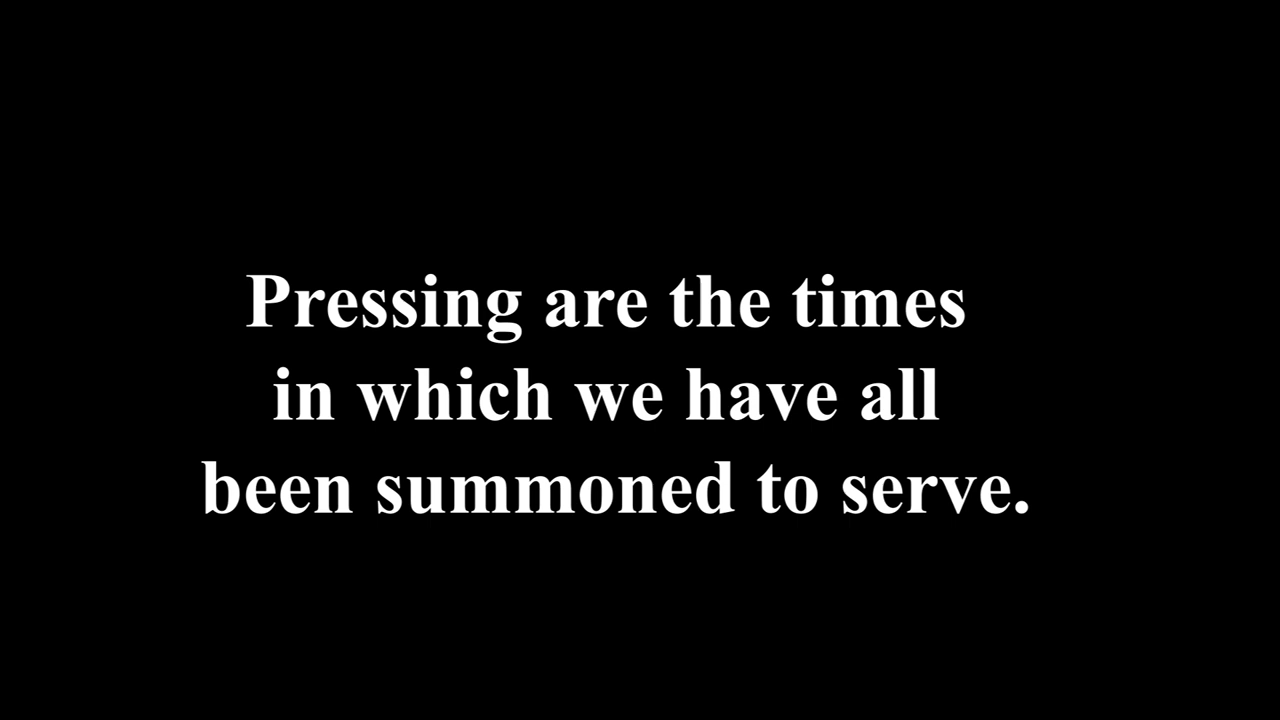 Pressing are the times
in which we have all
been summoned to serve.